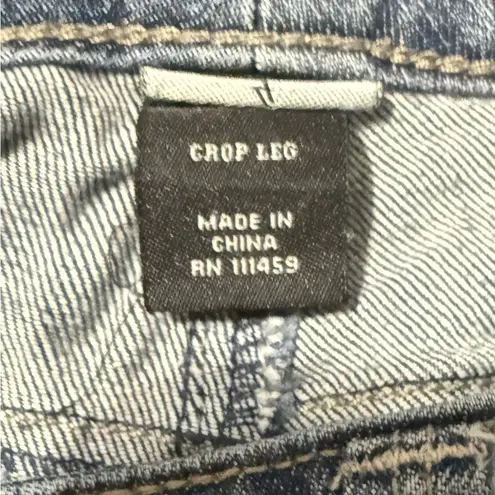 CROP LEG
MADE IN
CHINA
RN 111459